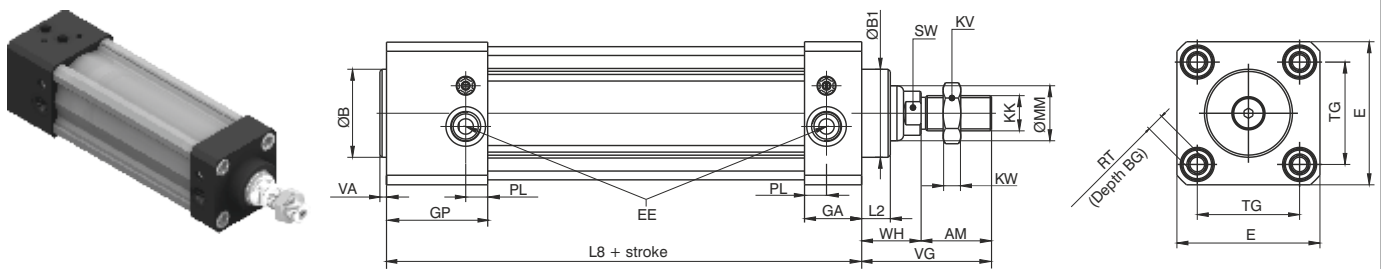 ØB
VA
GP
PL
EE
L8 + stroke
PL
GA
L2
WH
AM
VG
ØB1
SW
KV
KK
ØMM
KW
RT
(Depth BG)
TG
E
TG
E